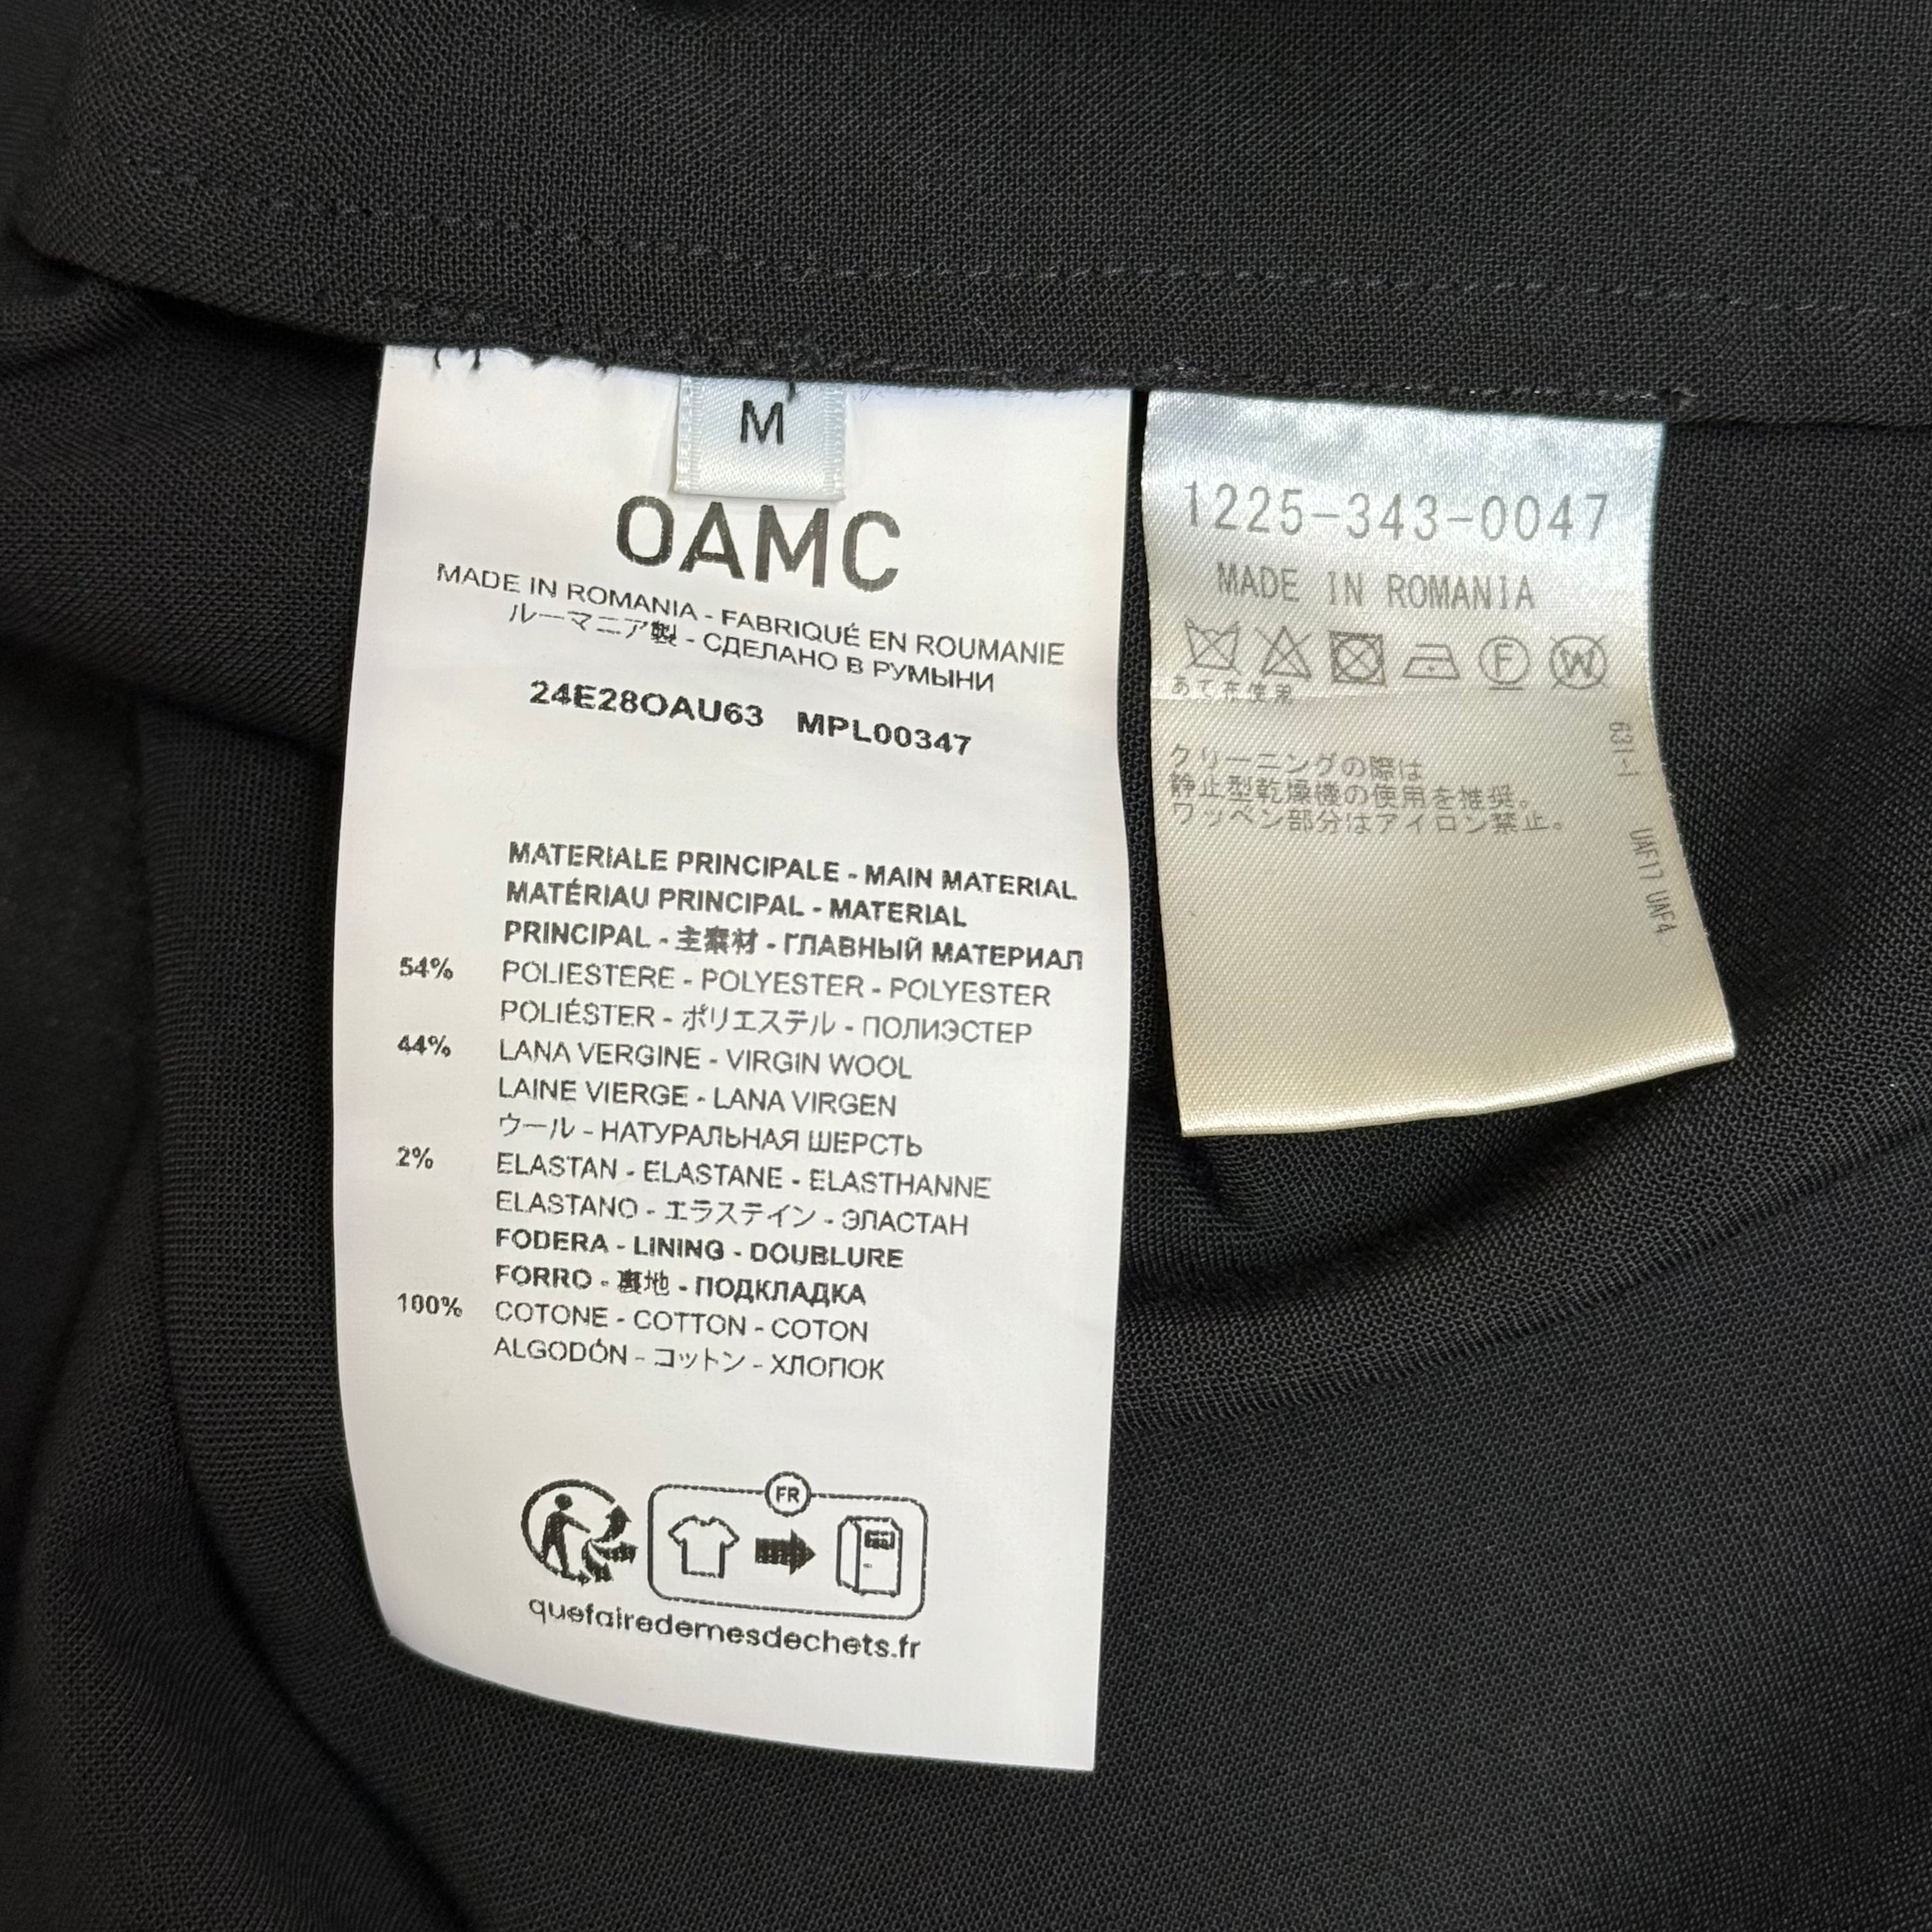 M
OAMC
MADE IN ROMANIA - FABRIQUÉ EN ROUMANIE
ルーマニア製 - СДЕЛАНО В РУМЫНИ
24E28OAU63 MPL00347
MATERIALE PRINCIPALE - MAIN MATERIAL
MATÉRIAU PRINCIPAL - MATERIAL
PRINCIPAL - 主素材 - ГЛАВНЫЙ МАТЕРИАЛ
54% POLIESTERE - POLYESTER - POLYESTER
POLIÉSTER - ポリエステル - ПОЛИЭСТЕР
44% LANA VERGINE - VIRGIN WOOL
LAINE VIERGE - LANA VIRGEN
ウール - НАТУРАЛЬНАЯ ШЕРСТЬ
2% ELASTAN - ELASTANE - ELASTHANNE
ELASTANO - エラステイン - ЭЛАСТАН
FODERA - LINING - DOUBLURE
FORRO - 裏地 - ПОДКЛАДКА
100% COTONE - COTTON - COTON
ALGODÓN - コットン - ХЛОПОК
FR
quefairedemesdechets.fr
1225-343-0047
MADE IN ROMANIA
F W
あて布使用
クリーニングの際は
静止型乾燥機の使用を推奨。
ワッペン部分はアイロン禁止。
631-1 UAF17 UAF4